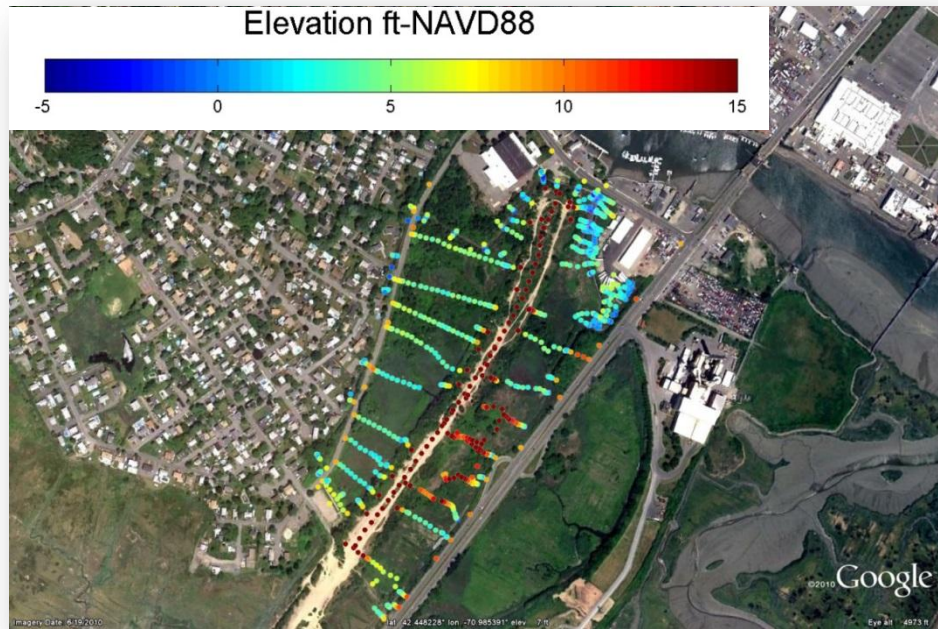 Elevation ft-NAVD88
-5 0 5 10 15
©2010 Google
Imagery Date: 6/19/2010
lat 42.448228° lon -70.985391° elev 7 ft
Eye alt 4973 ft